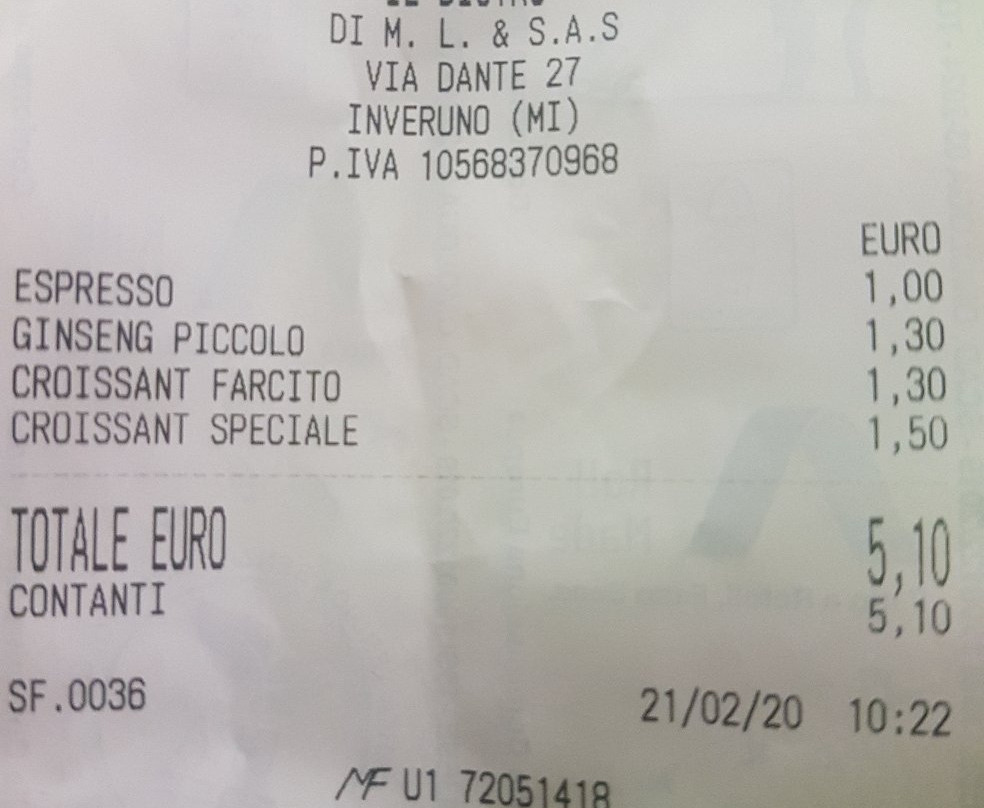 DI M. L. & S.A.S
VIA DANTE 27
INVERUNO (MI)
P.IVA 10568370968
EURO
ESPRESSO 1,00
GINSENG PICCOLO 1,30
CROISSANT FARCITO 1,30
CROISSANT SPECIALE 1,50
TOTALE EURO 5,10
CONTANTI 5,10
SF.0036 21/02/20 10:22
MF U1 72051418